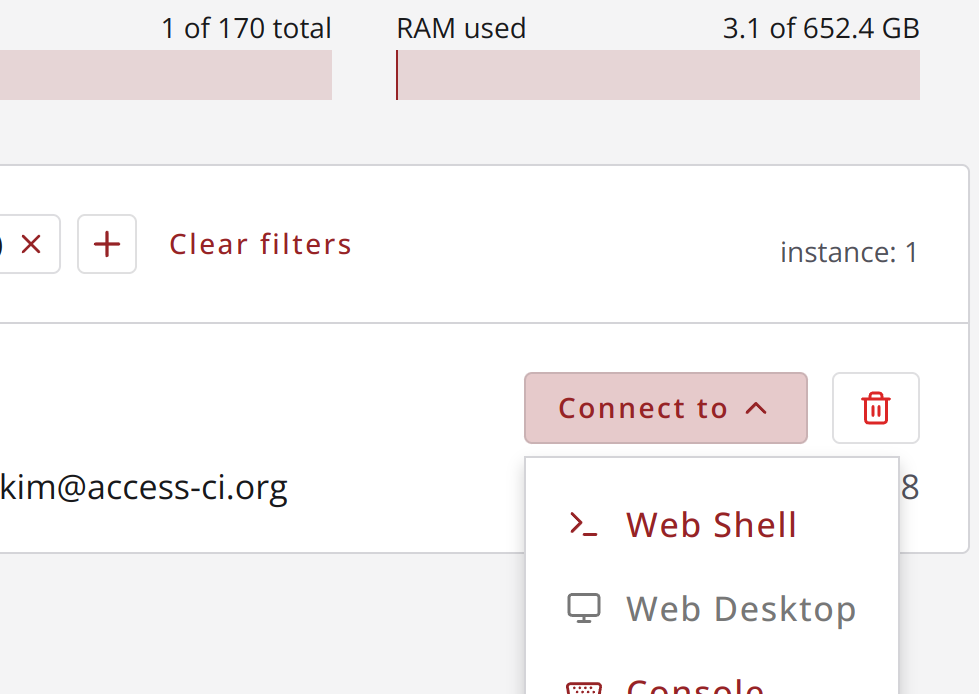 1 of 170 total
RAM used 3.1 of 652.4 GB
Clear filters
instance: 1
Connect to
kim@access-ci.org
8
Web Shell
Web Desktop
Console